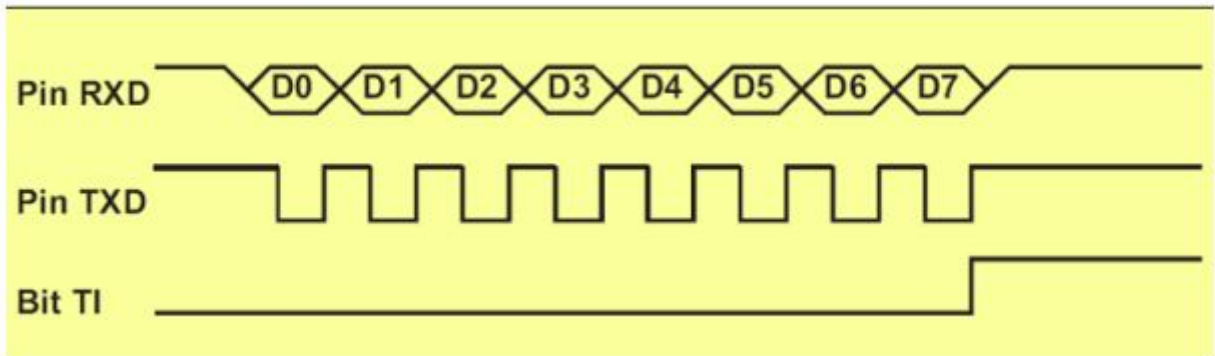 Pin RXD D0 D1 D2 D3 D4 D5 D6 D7
Pin TXD
Bit TI